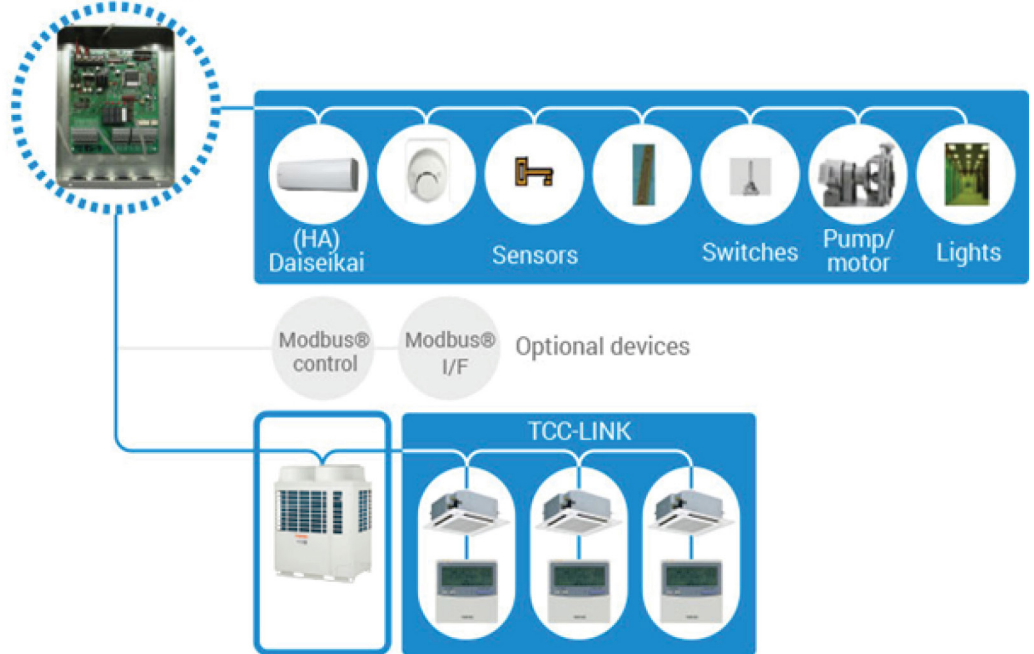 (HA)
Daiseikai
Sensors
Switches
Pump/
motor
Lights
Modbus®
control
Modbus®
I/F
Optional devices
TCC-LINK